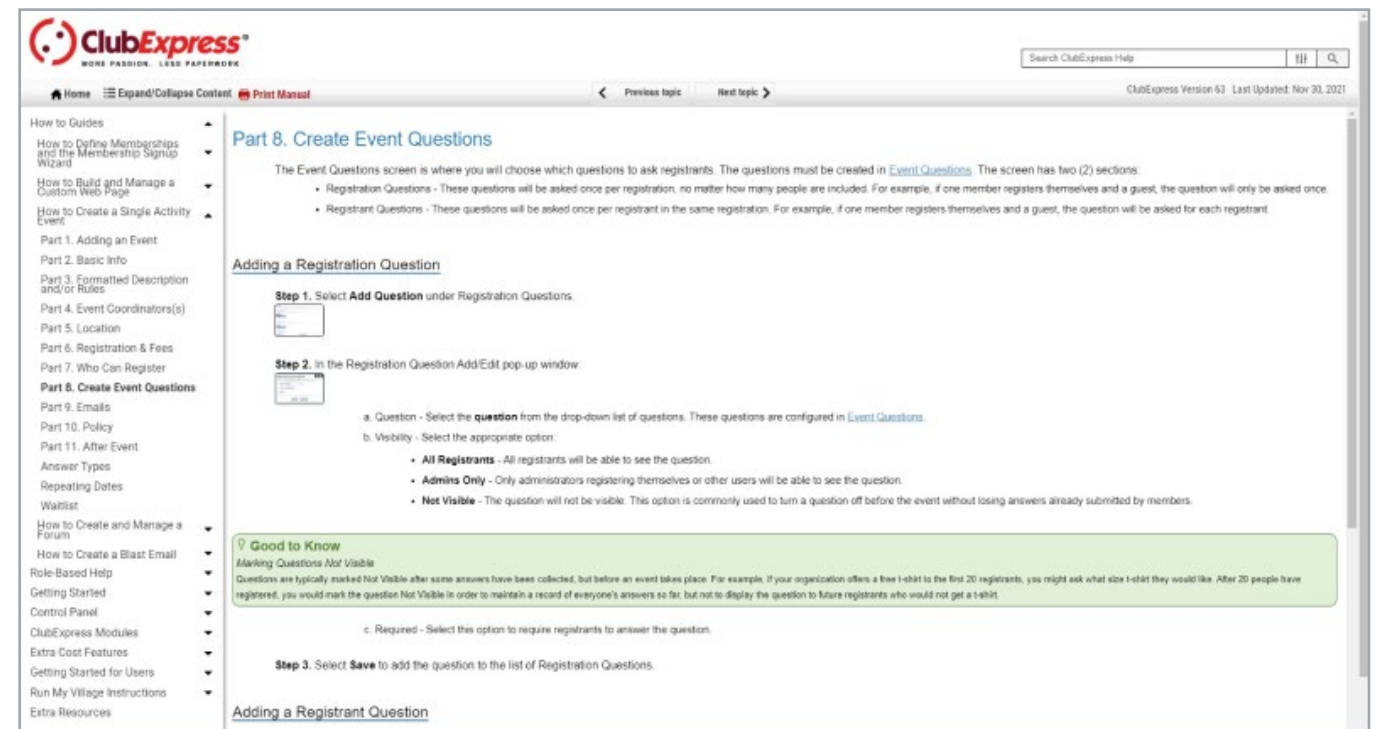 ClubExpress®
MORE PASSION. LESS PAPERWORK
Search ClubExpress Help
Home Expand/Collapse Content Print Manual
Previous topic Next topic
ClubExpress Version 63 Last Updated: Nov 30, 2021
How to Guides
How to Define Memberships
and the Membership Signup
Wizard
How to Build and Manage a
Custom Web Page
How to Create a Single Activity
Event
Part 1. Adding an Event
Part 2. Basic Info
Part 3. Formatted Description
and/or Rules
Part 4. Event Coordinators(s)
Part 5. Location
Part 6. Registration & Fees
Part 7. Who Can Register
Part 8. Create Event Questions
Part 9. Emails
Part 10. Policy
Part 11. After Event
Answer Types
Repeating Dates
Waitlist
How to Create and Manage a
Forum
How to Create a Blast Email
Role-Based Help
Getting Started
Control Panel
ClubExpress Modules
Extra Cost Features
Getting Started for Users
Run My Village Instructions
Extra Resources
Part 8. Create Event Questions
The Event Questions screen is where you will choose which questions to ask registrants. The questions must be created in Event Questions. The screen has two (2) sections:
• Registration Questions - These questions will be asked once per registration, no matter how many people are included. For example, if one member registers themselves and a guest, the question will only be asked once.
• Registrant Questions - These questions will be asked once per registrant in the same registration. For example, if one member registers themselves and a guest, the question will be asked for each registrant.
Adding a Registration Question
Step 1. Select Add Question under Registration Questions.
Step 2. In the Registration Question Add/Edit pop-up window:
a. Question - Select the question from the drop-down list of questions. These questions are configured in Event Questions.
b. Visibility - Select the appropriate option:
• All Registrants - All registrants will be able to see the question.
• Admins Only - Only administrators registering themselves or other users will be able to see the question.
• Not Visible - The question will not be visible. This option is commonly used to turn a question off before the event without losing answers already submitted by members.
Good to Know
Marking Questions Not Visible
Questions are typically marked Not Visible after some answers have been collected, but before an event takes place. For example, if your organization offers a free t-shirt to the first 20 registrants, you might ask what size t-shirt they would like. After 20 people have
registered, you would mark the question Not Visible in order to maintain a record of everyone's answers so far, but not to display the question to future registrants who would not get a t-shirt.
c. Required - Select this option to require registrants to answer the question.
Step 3. Select Save to add the question to the list of Registration Questions.
Adding a Registrant Question